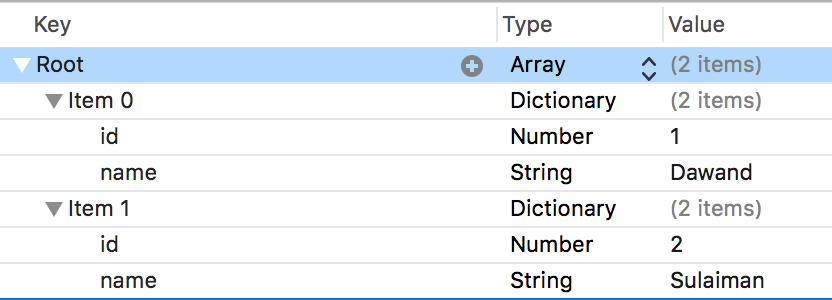 Key Type Value
Root Array (2 items)
Item 0 Dictionary (2 items)
id Number 1
name String Dawand
Item 1 Dictionary (2 items)
id Number 2
name String Sulaiman